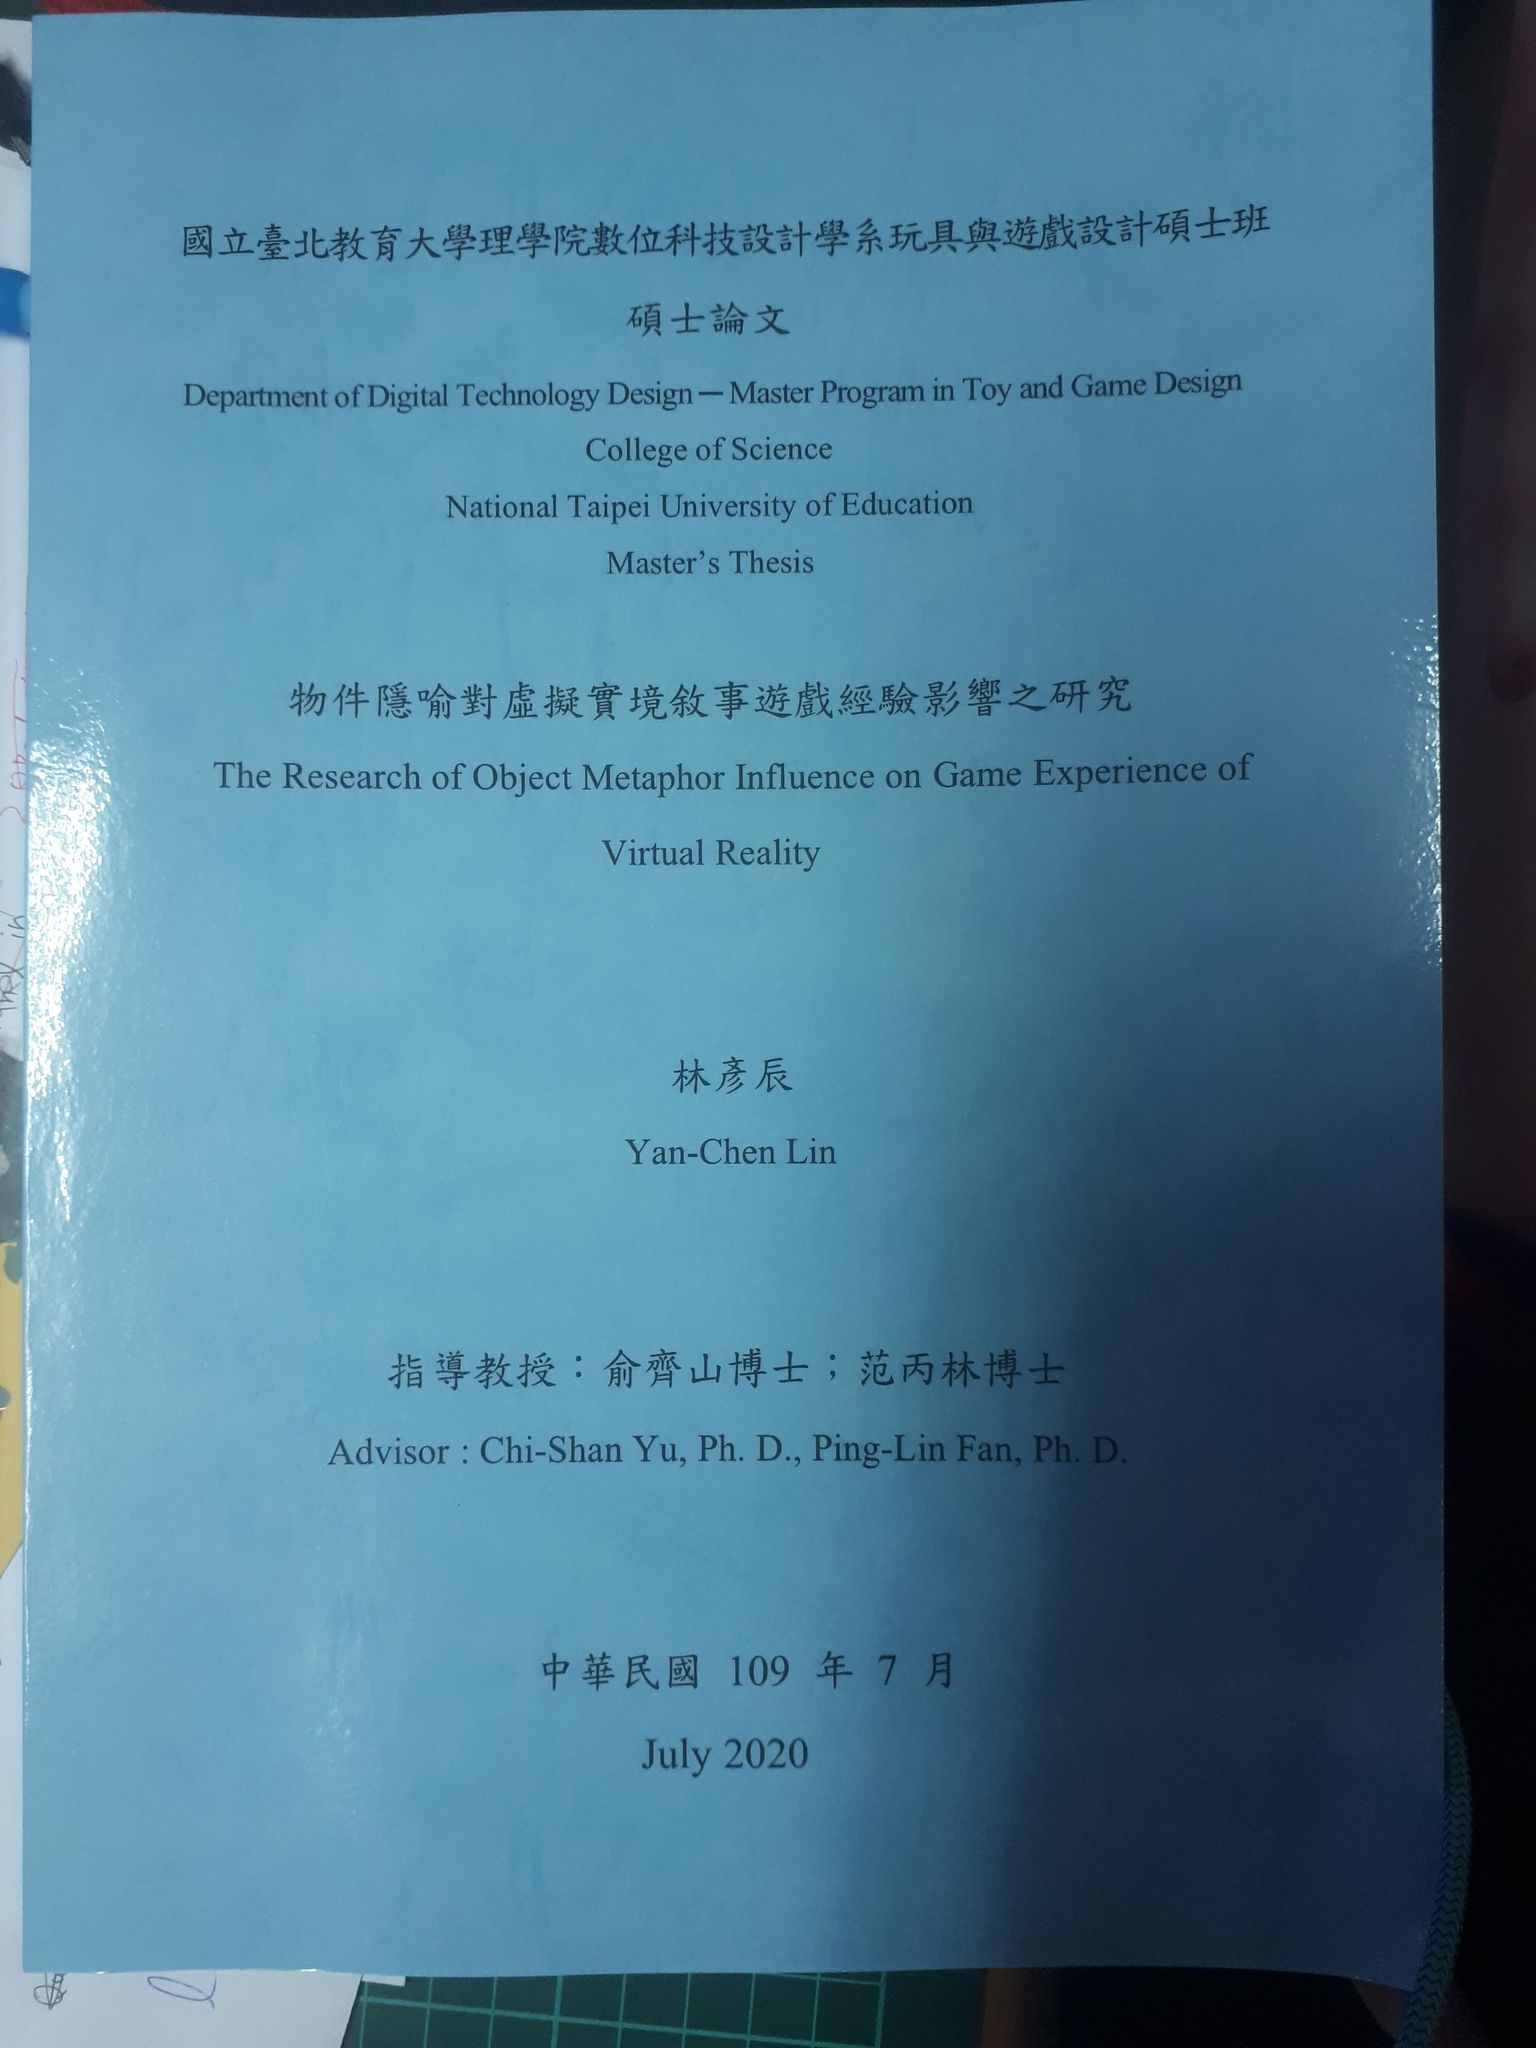 國立臺北教育大學理學院數位科技設計學系玩具與遊戲設計碩士班
碩士論文
Department of Digital Technology Design — Master Program in Toy and Game Design
College of Science
National Taipei University of Education
Master’s Thesis
物件隱喻對虛擬實境敘事遊戲經驗影響之研究
The Research of Object Metaphor Influence on Game Experience of
Virtual Reality
林彥辰
Yan-Chen Lin
指導教授：俞齊山博士；范丙林博士
Advisor : Chi-Shan Yu, Ph. D., Ping-Lin Fan, Ph. D.
中華民國 109 年 7 月
July 2020